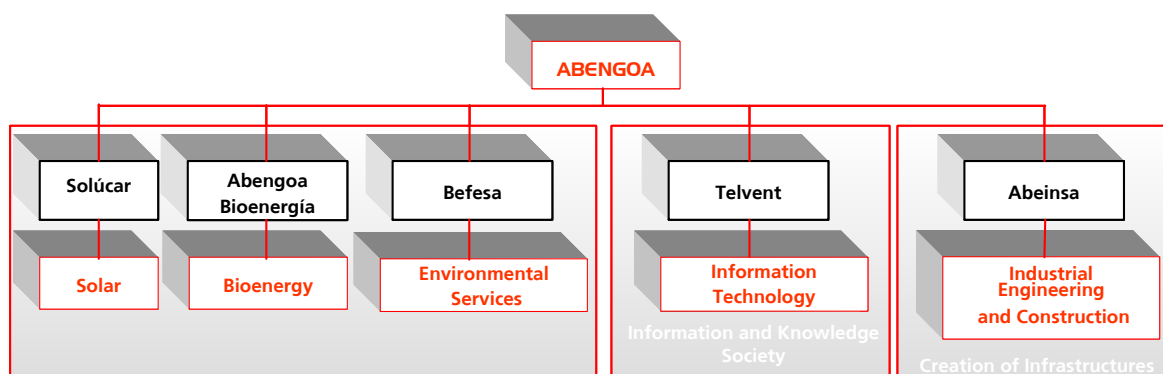 ABENGOA
Solúcar
Abengoa
Bioenergía
Befesa
Telvent
Abeinsa
Solar
Bioenergy
Environmental
Services
Information
Technology
Industrial
Engineering
and Construction
Information and Knowledge
Society
Creation of Infrastructures